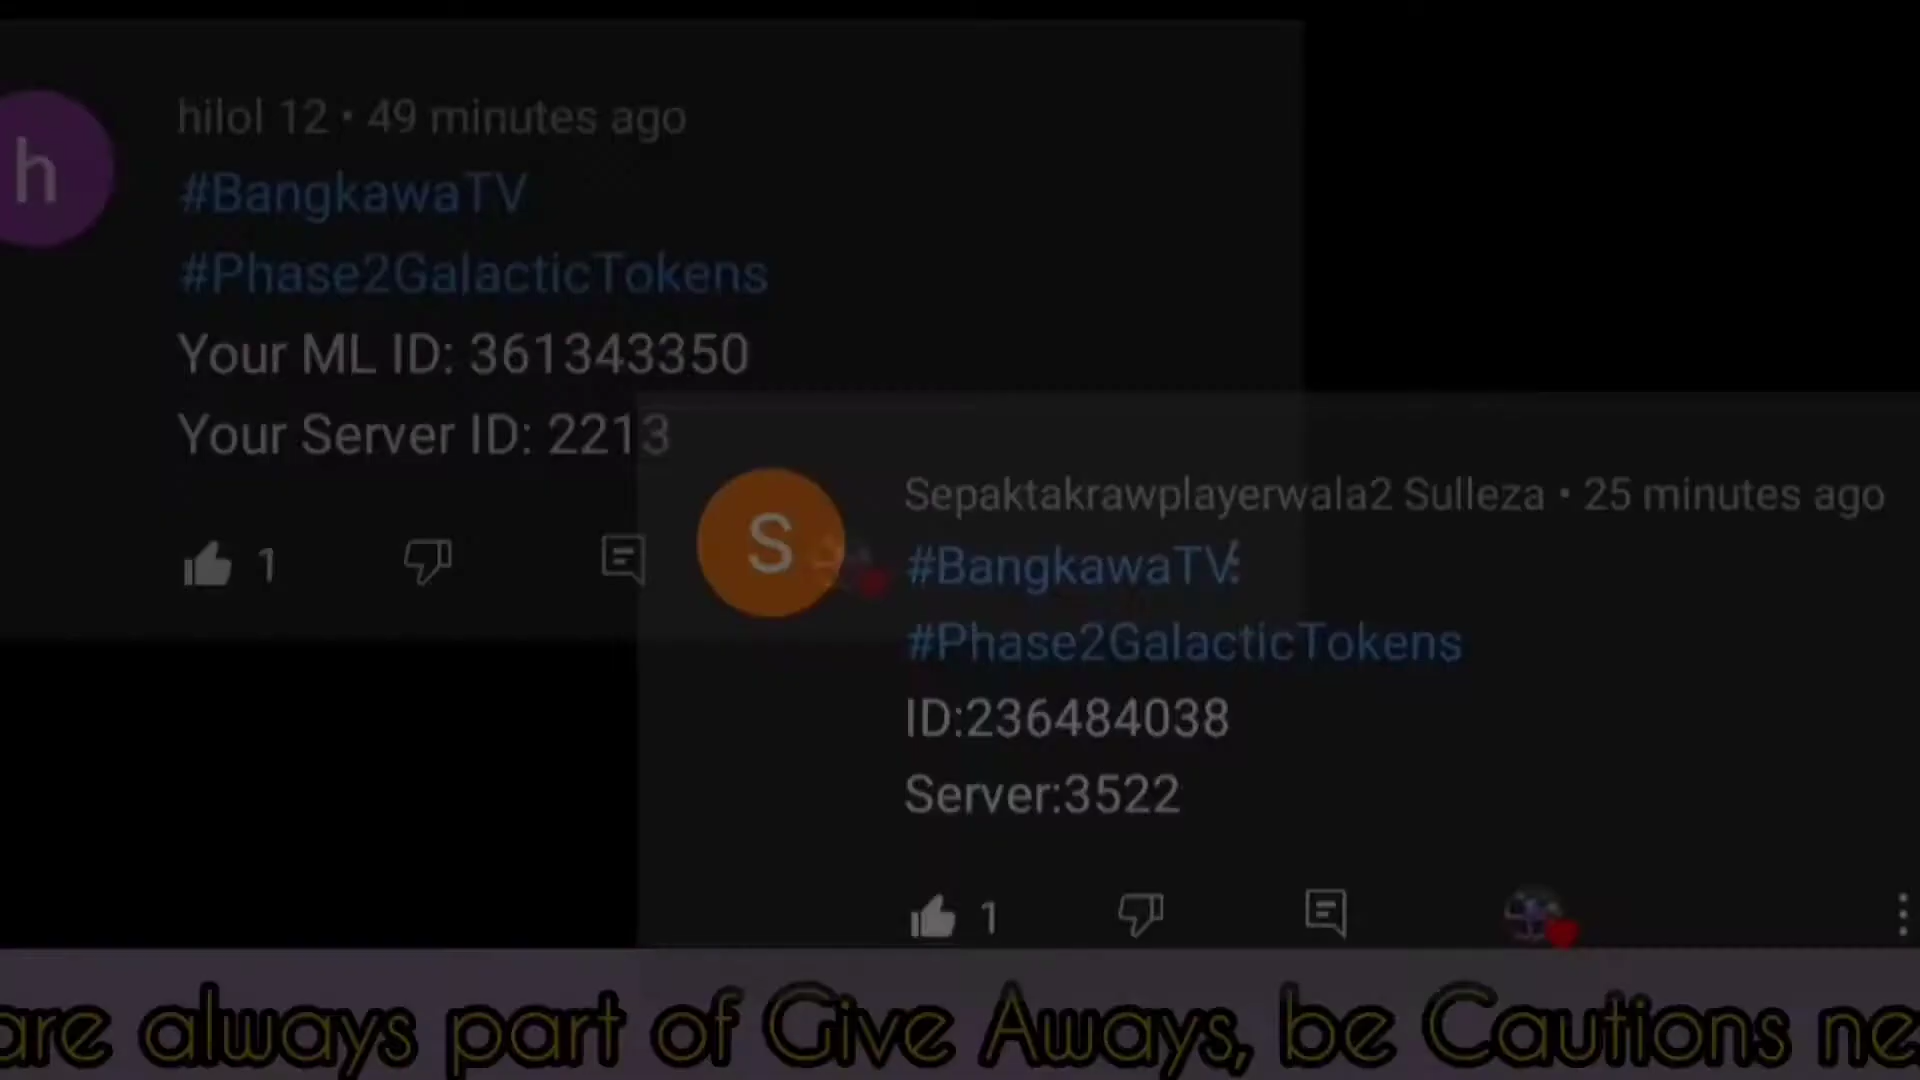 h
hilol 12 • 49 minutes ago
#BangkawaTV
#Phase2GalacticTokens
Your ML ID: 361343350
Your Server ID: 2213
1
S
Sepaktakrawplayerwala2 Sulleza • 25 minutes ago
#BangkawaTV
#Phase2GalacticTokens
ID:236484038
Server:3522
1
are always part of Give Aways, be Cautions ne